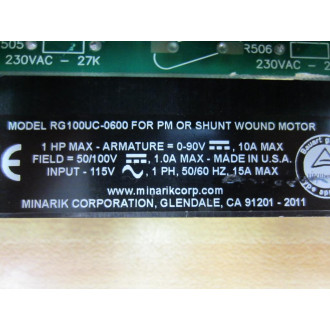 505
R506
230VAC - 27K
230VAC -
MODEL RG100UC-0600 FOR PM OR SHUNT WOUND MOTOR
1 HP MAX - ARMATURE = 0-90V, 10A MAX
FIELD = 50/100V, 1.0A MAX - MADE IN U.S.A.
INPUT - 115V, 1 PH, 50/60 HZ, 15A MAX
www.minarikcorp.com
MINARIK CORPORATION, GLENDALE, CA 91201 - 2011
CE
Bauart